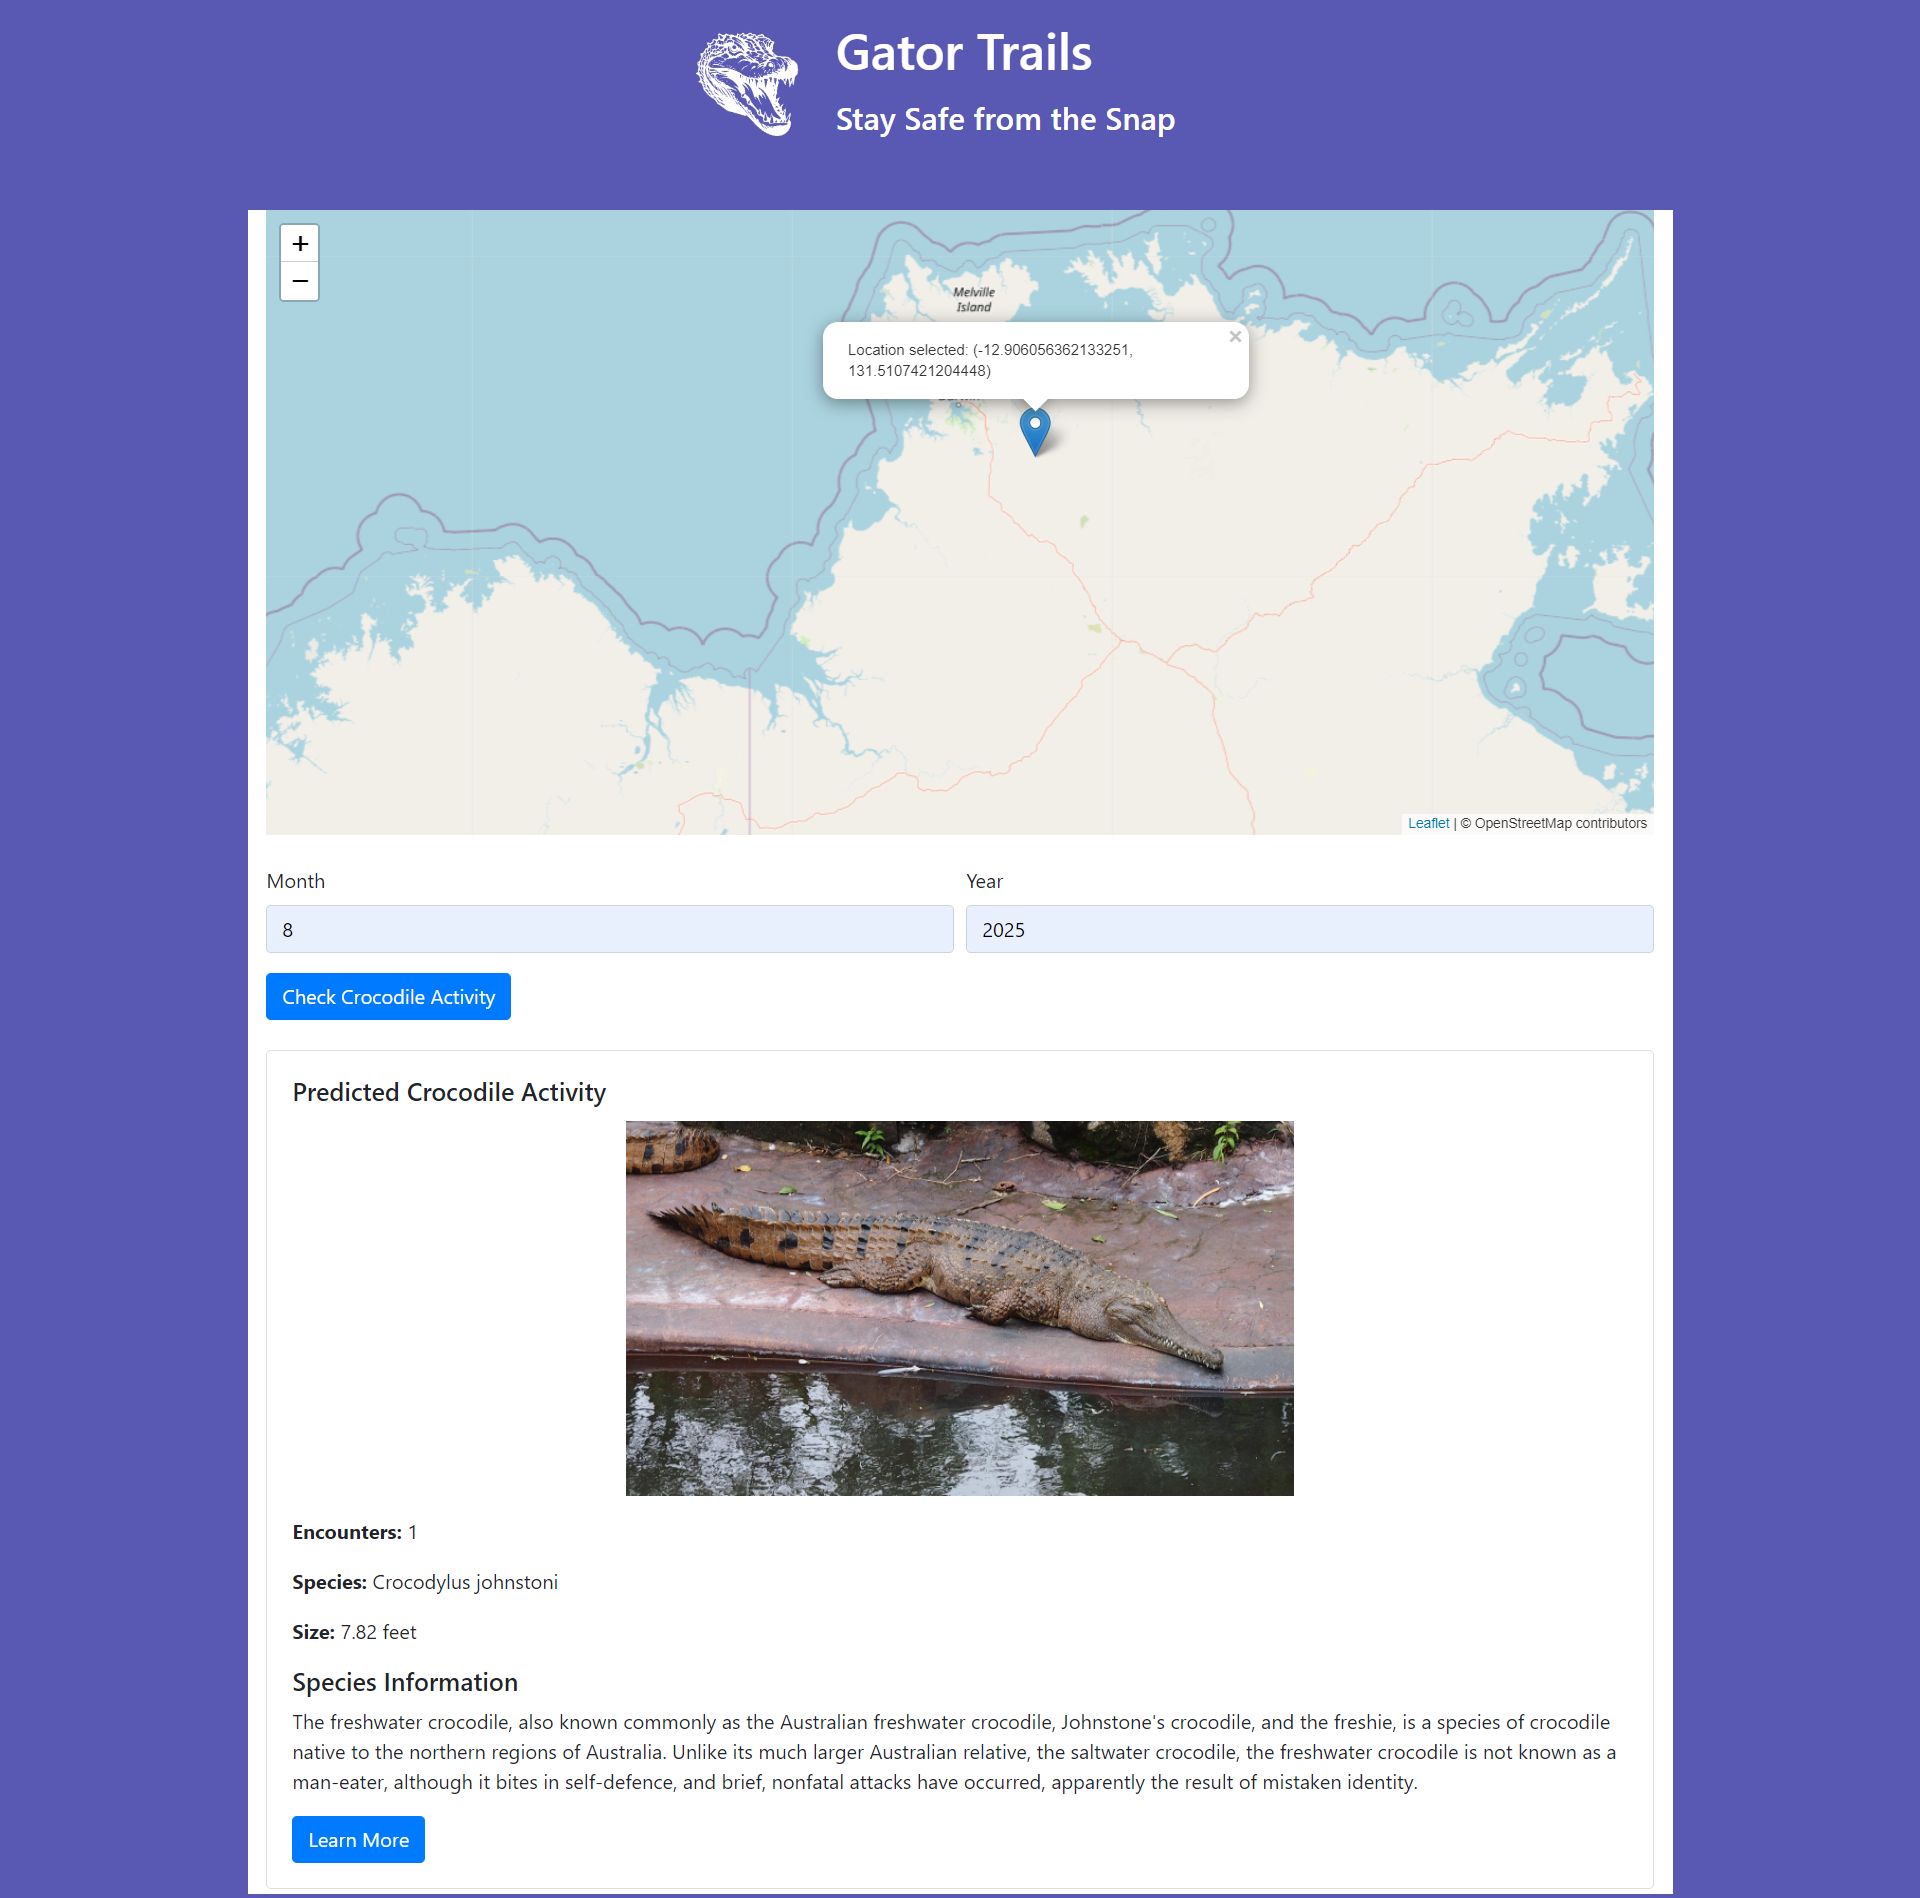 Gator Trails
Stay Safe from the Snap
+
−
Melville
Island
×
Location selected: (-12.906056362133251,
131.5107421204448)
Leaflet | © OpenStreetMap contributors
Month
Year
8
2025
Check Crocodile Activity
Predicted Crocodile Activity
Encounters: 1
Species: Crocodylus johnstoni
Size: 7.82 feet
Species Information
The freshwater crocodile, also known commonly as the Australian freshwater crocodile, Johnstone's crocodile, and the freshie, is a species of crocodile
native to the northern regions of Australia. Unlike its much larger Australian relative, the saltwater crocodile, the freshwater crocodile is not known as a
man-eater, although it bites in self-defence, and brief, nonfatal attacks have occurred, apparently the result of mistaken identity.
Learn More